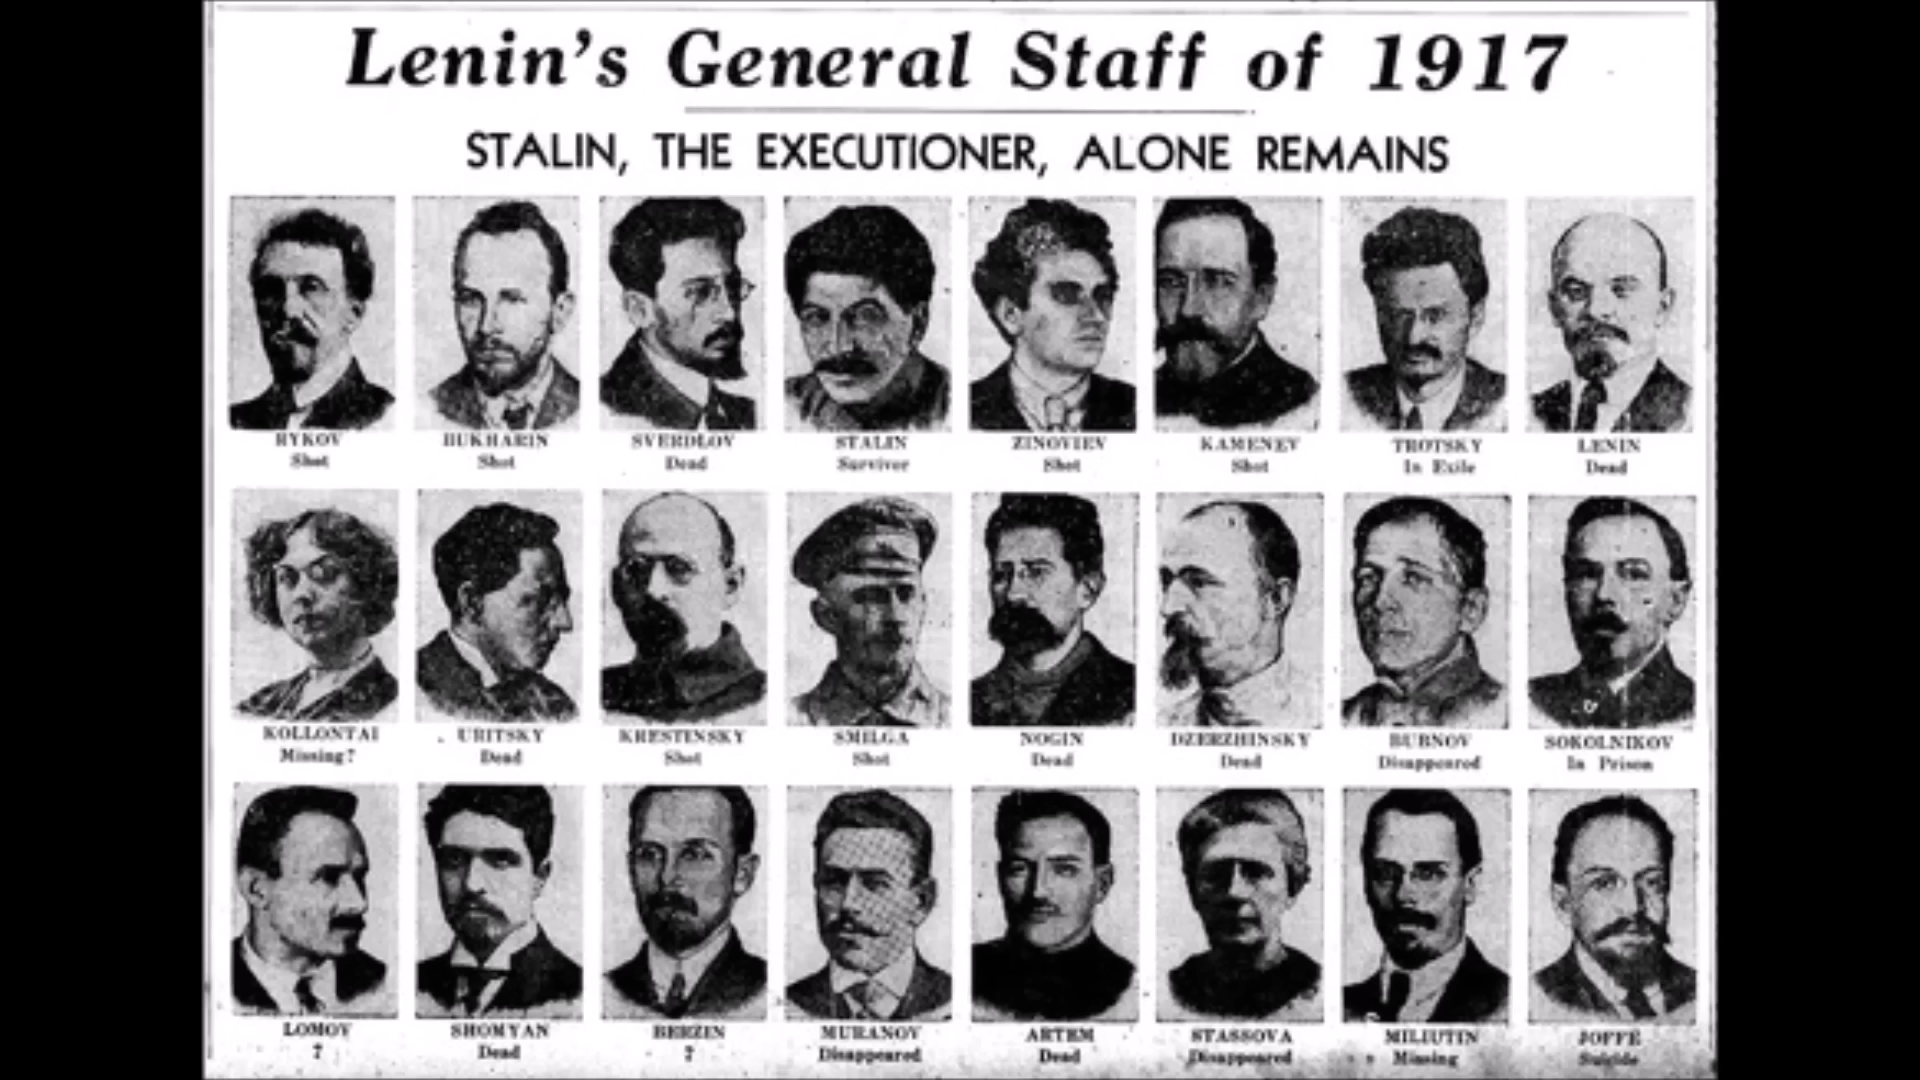 Lenin's General Staff of 1917
STALIN, THE EXECUTIONER, ALONE REMAINS
RYKOV BUKHARIN SVERDLOV STALIN ZINOVIEV KAMENEV TROTSKY LENIN
Shot Shot Dead Survivor Shot Shot In Exile Dead
KOLLONTAI URITSKY KRESTINSKY SMILGA NOGIN DZERZHINSKY BUBNOV SOKOLNIKOV
Missing? Dead Shot Shot Dead Dead Disappeared In Prison
LOMOV SHOMYAN BERZIN MURANOV ARTEM STASSOVA MILIUTIN JOFFE
? Dead ? Disappeared Dead Disappeared Missing Suicide